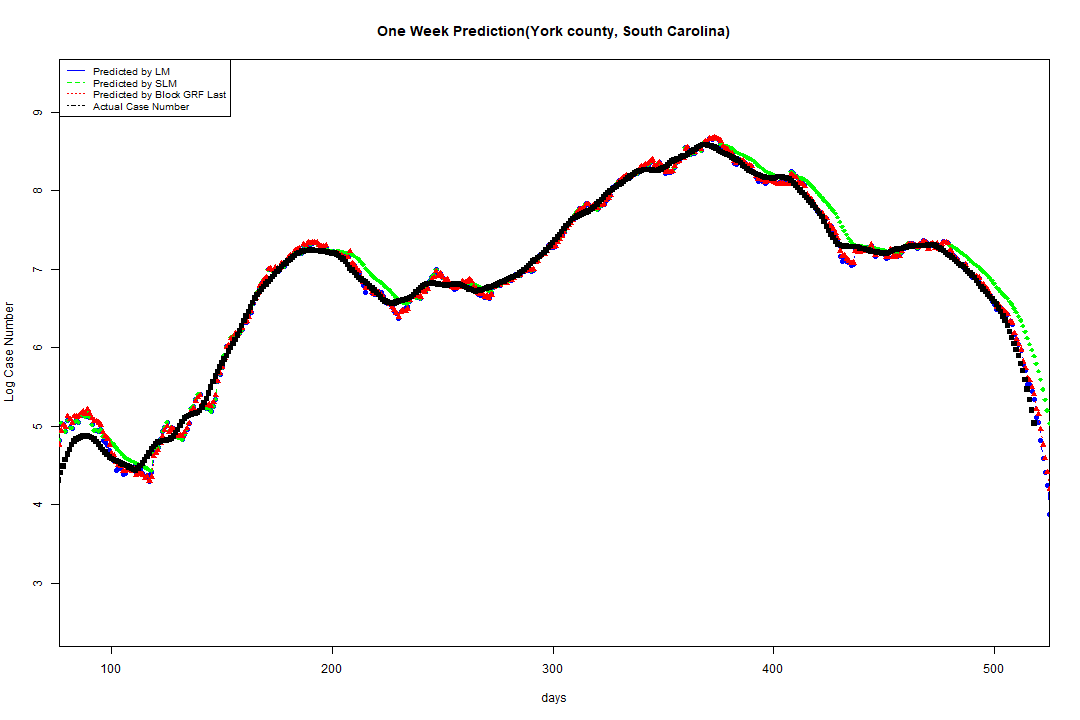 One Week Prediction(York county, South Carolina)
Predicted by LM
Predicted by SLM
Predicted by Block GRF Last
Actual Case Number
9
8
7
6
5
4
3
Log Case Number
100 200 300 400 500
days